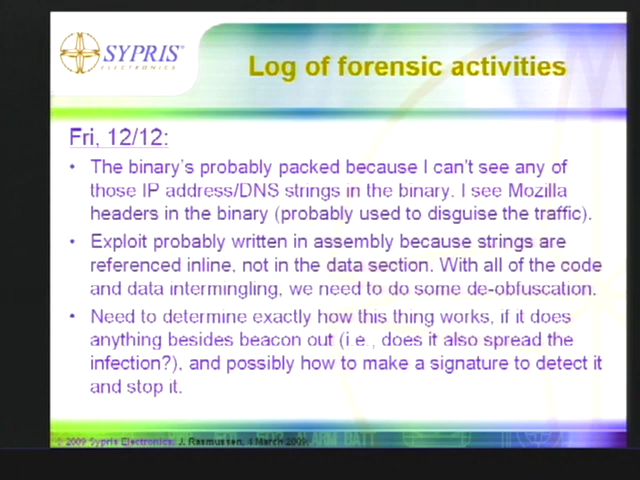 SYPRIS®
ELECTRONICS
Log of forensic activities
Fri, 12/12:
• The binary's probably packed because I can't see any of
those IP address/DNS strings in the binary. I see Mozilla
headers in the binary (probably used to disguise the traffic).
• Exploit probably written in assembly because strings are
referenced inline, not in the data section. With all of the code
and data intermingling, we need to do some de-obfuscation.
• Need to determine exactly how this thing works, if it does
anything besides beacon out (i.e., does it also spread the
infection?), and possibly how to make a signature to detect it
and stop it.
© 2009 Sypris Electronics; J. Rasmussen, 4 March 2009